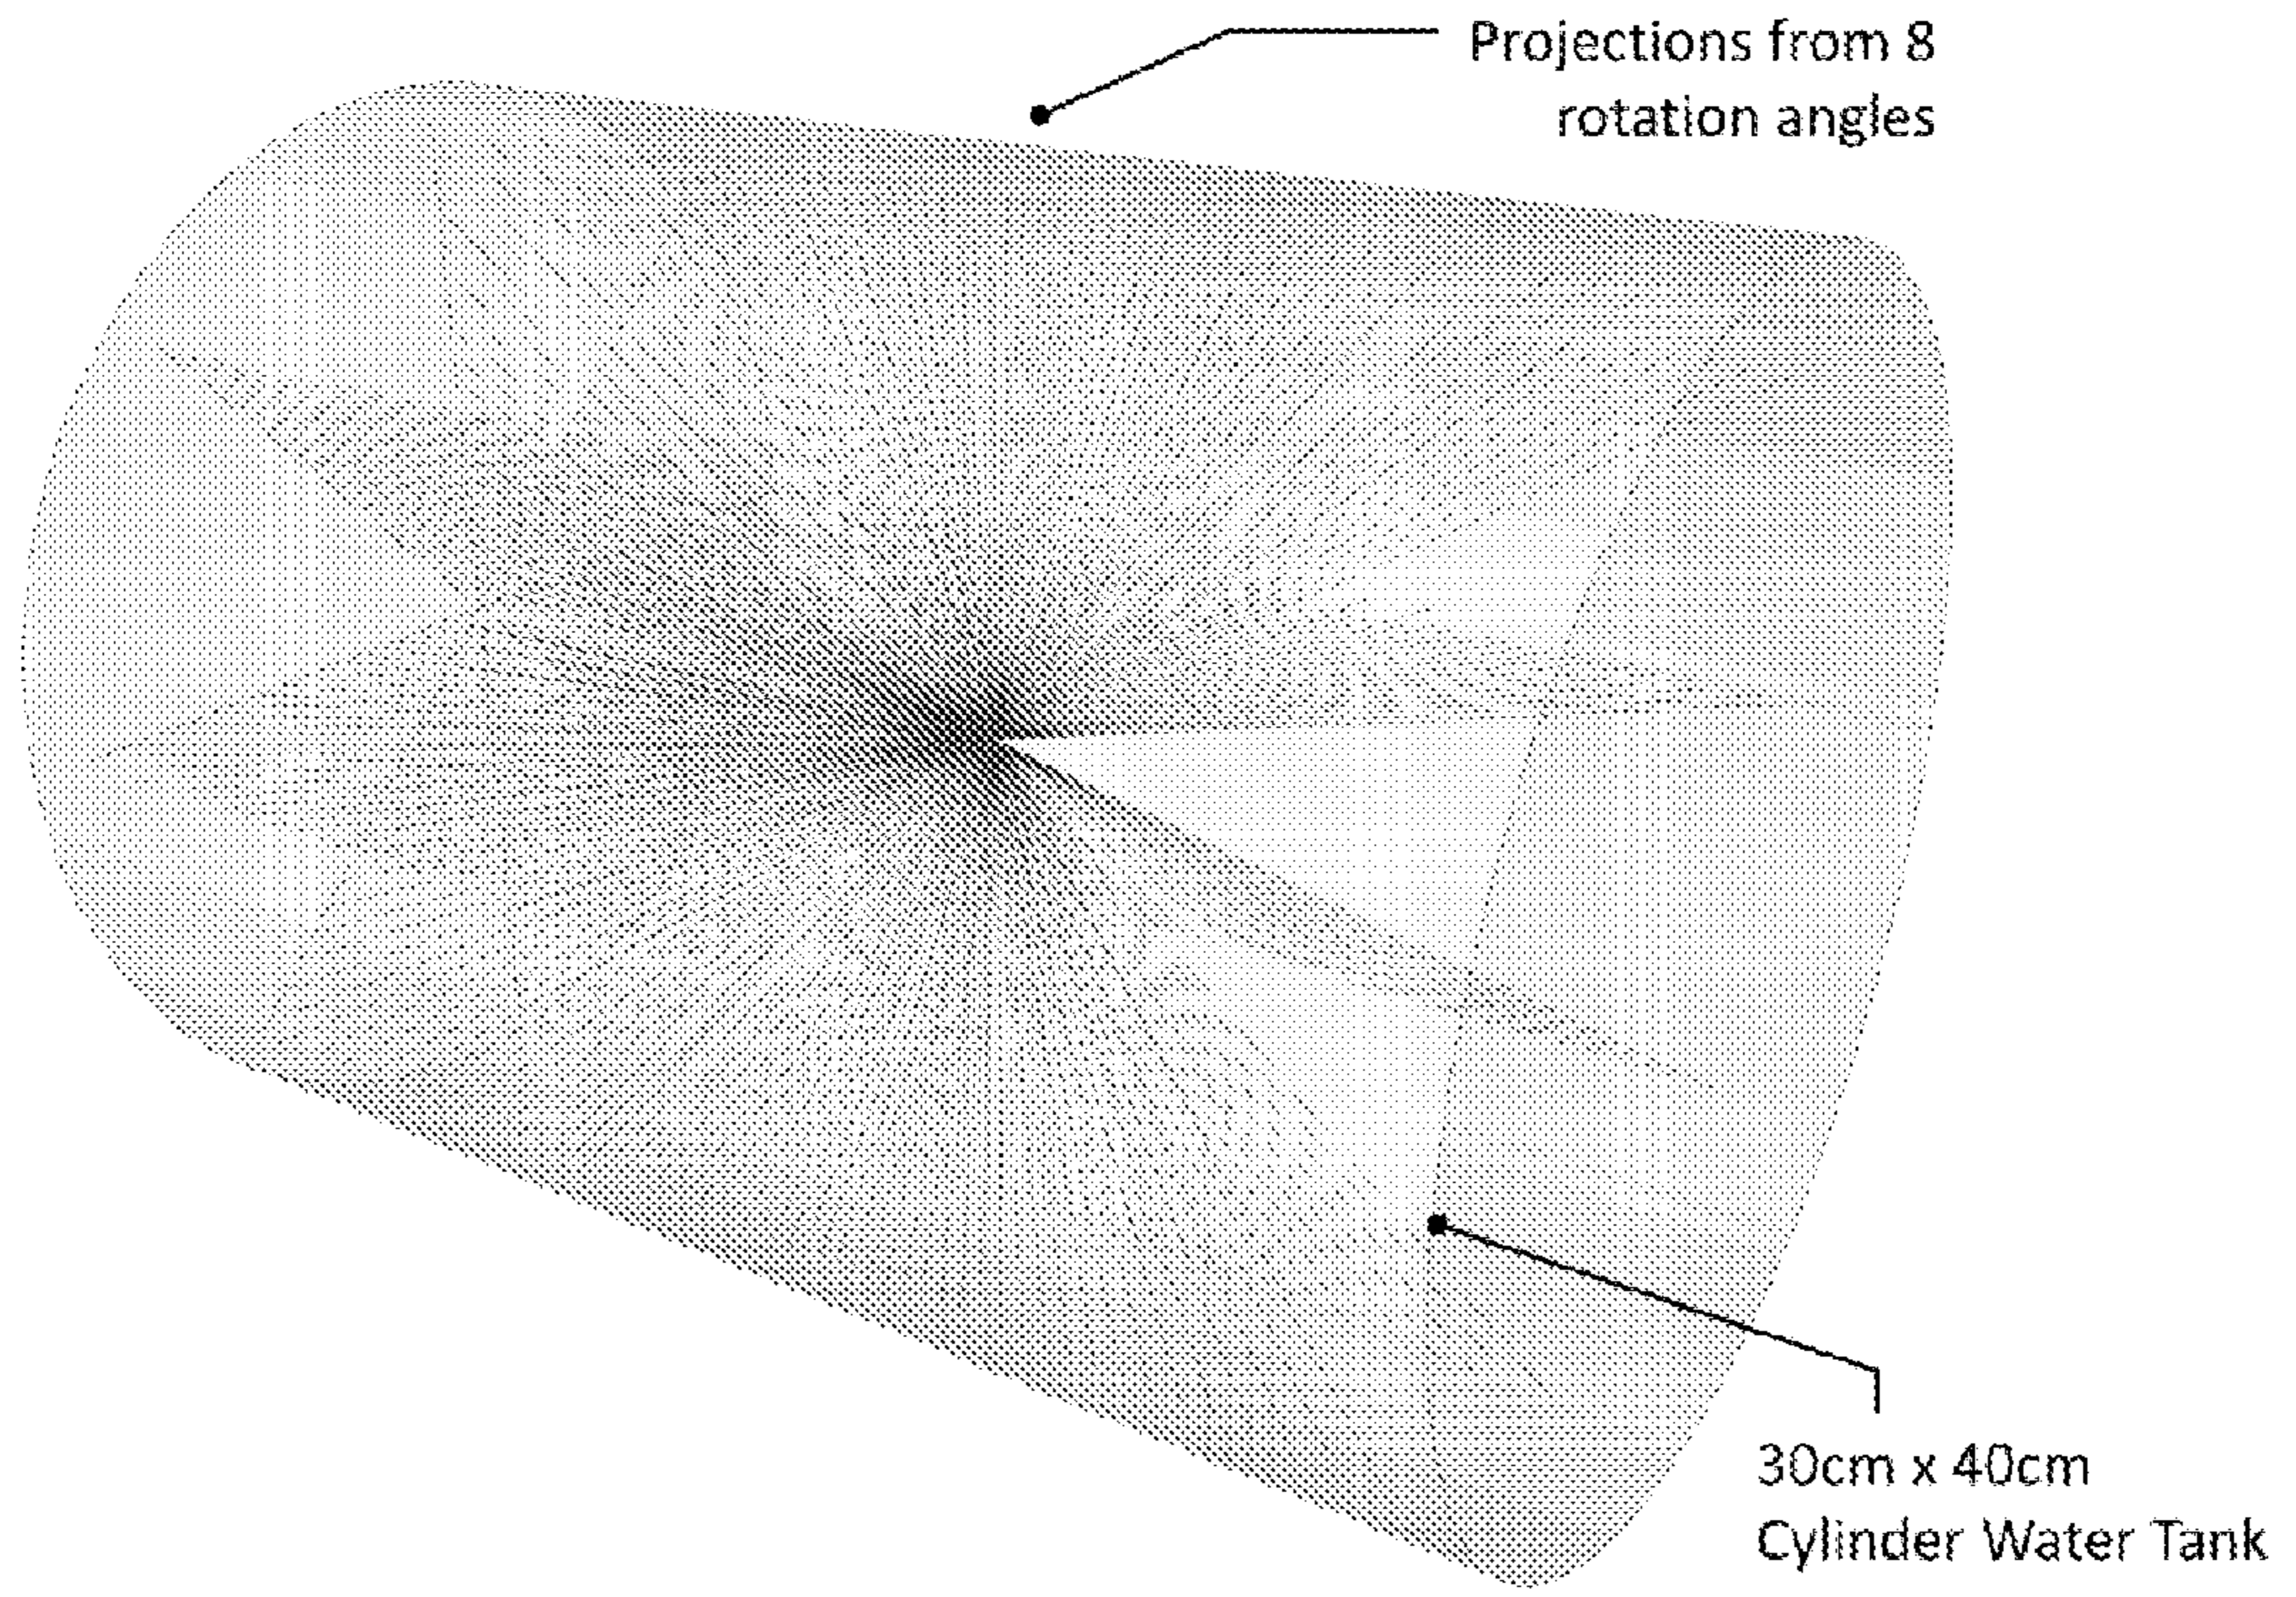 Projections from 8
rotation angles
30cm x 40cm
Cylinder Water Tank